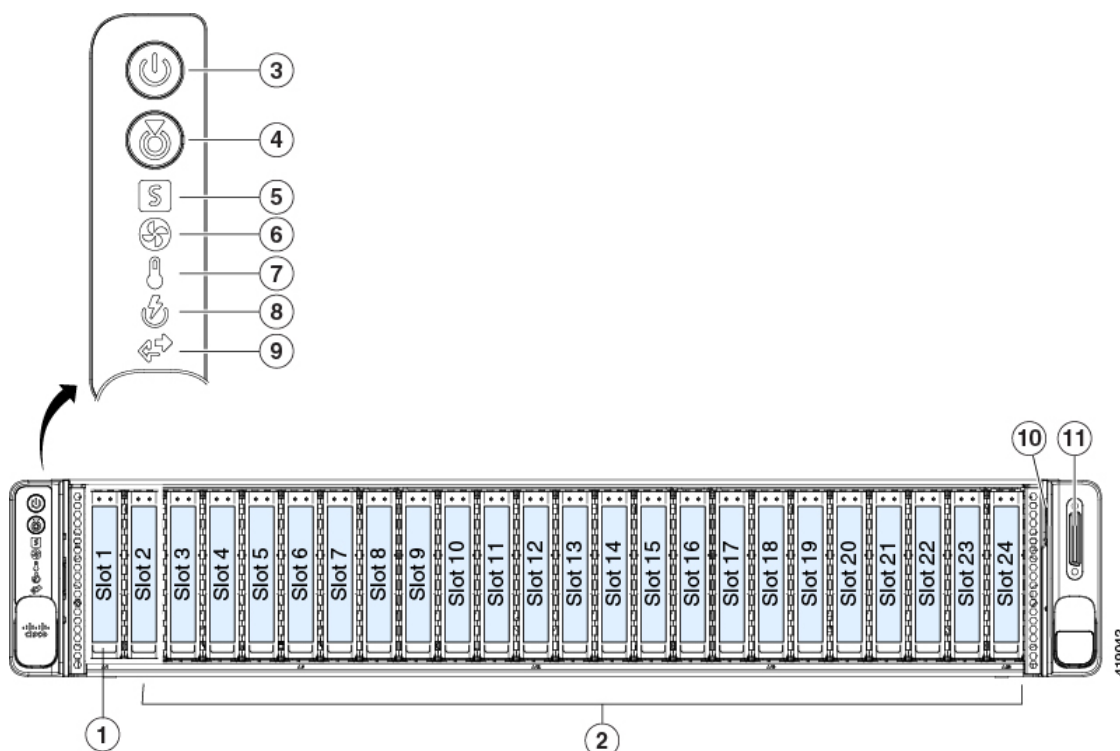 3
4
S
5
6
7
8
9
10
11
Slot 1
Slot 2
Slot 3
Slot 4
Slot 5
Slot 6
Slot 7
Slot 8
Slot 9
Slot 10
Slot 11
Slot 12
Slot 13
Slot 14
Slot 15
Slot 16
Slot 17
Slot 18
Slot 19
Slot 20
Slot 21
Slot 22
Slot 23
Slot 24
S
CISCO
1
2